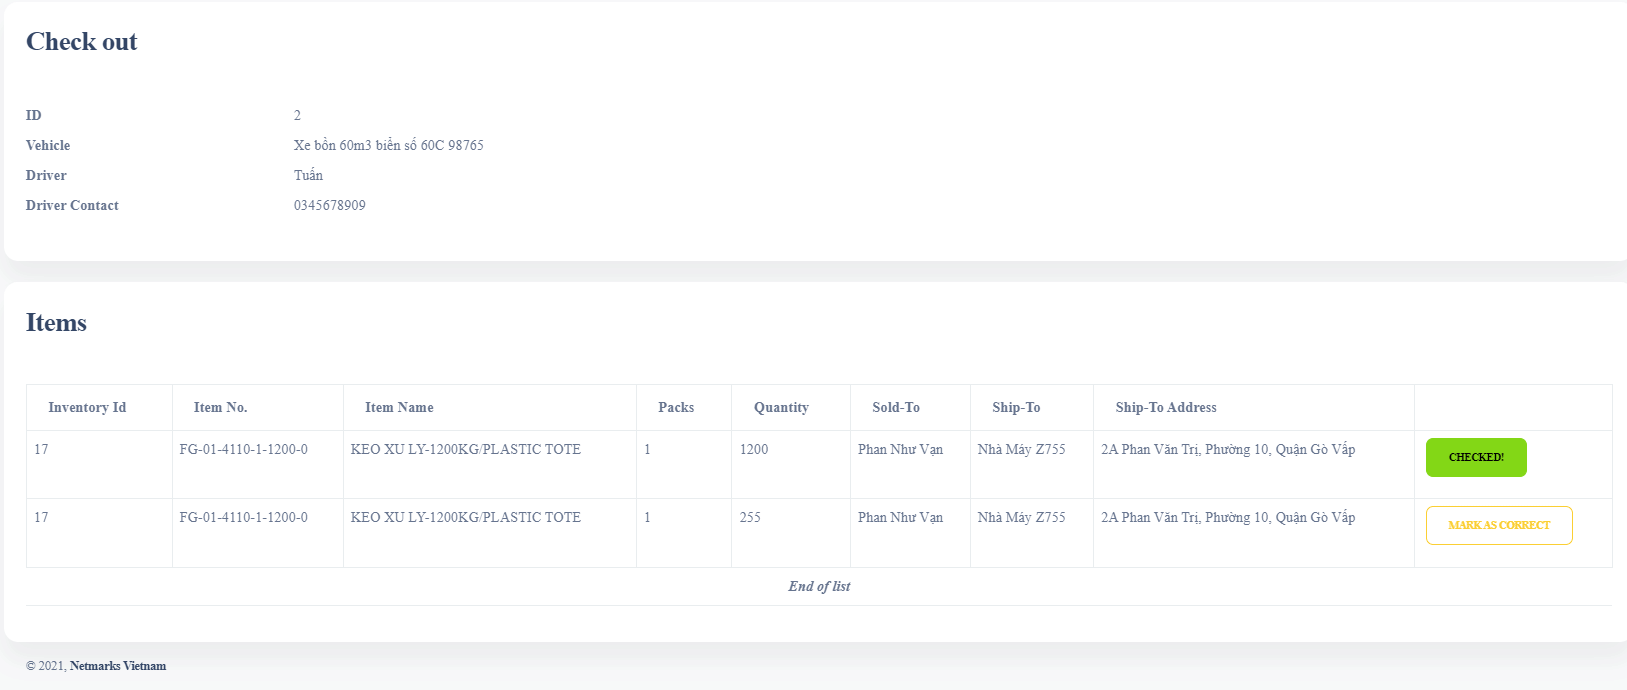 Check out
ID 2
Vehicle Xe bồn 60m3 biển số 60C 98765
Driver Tuấn
Driver Contact 0345678909
Items
Inventory Id Item No. Item Name Packs Quantity Sold-To Ship-To Ship-To Address
17 FG-01-4110-1-1200-0 KEO XU LY-1200KG/PLASTIC TOTE 1 1200 Phan Như Vạn Nhà Máy Z755 2A Phan Văn Trị, Phường 10, Quận Gò Vấp CHECKED!
17 FG-01-4110-1-1200-0 KEO XU LY-1200KG/PLASTIC TOTE 1 255 Phan Như Vạn Nhà Máy Z755 2A Phan Văn Trị, Phường 10, Quận Gò Vấp MARK AS CORRECT
End of list
© 2021, Netmarks Vietnam